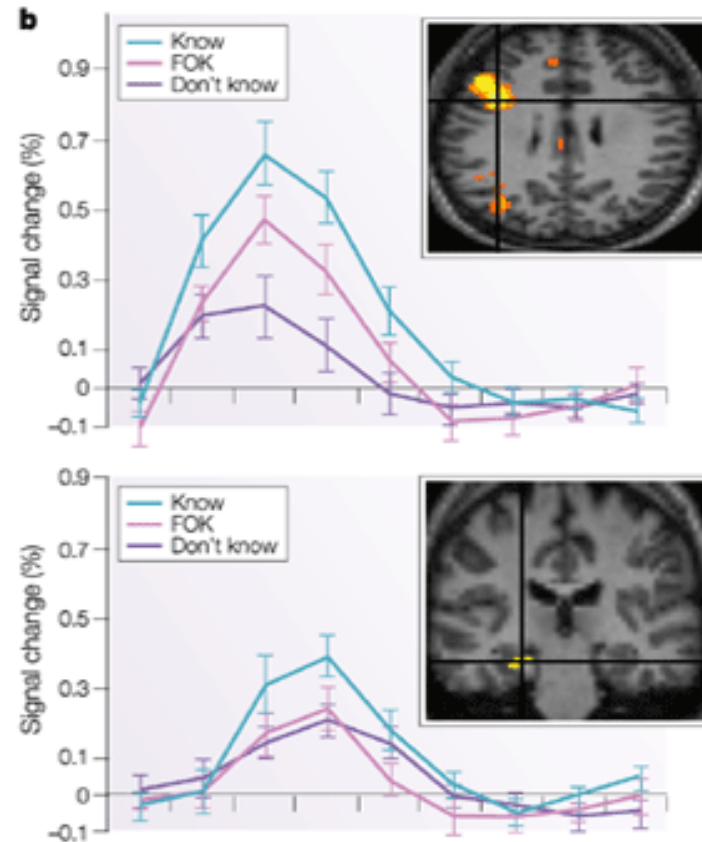 b
Know
FOK
Don't know
Signal change (%)
0.9
0.7
0.5
0.3
0.1
0
–0.1
Know
FOK
Don't know
Signal change (%)
0.9
0.7
0.5
0.3
0.1
0
–0.1